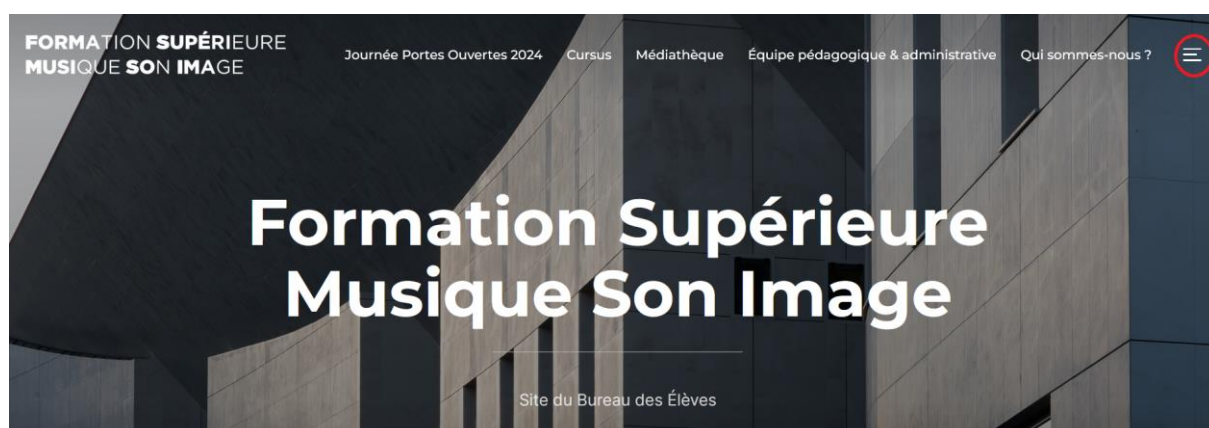 FORMATION SUPÉRIEURE
MUSIQUE SON IMAGE
Journée Portes Ouvertes 2024 Cursus Médiathèque Équipe pédagogique & administrative Qui sommes-nous ?
Formation Supérieure
Musique Son Image
Site du Bureau des Élèves